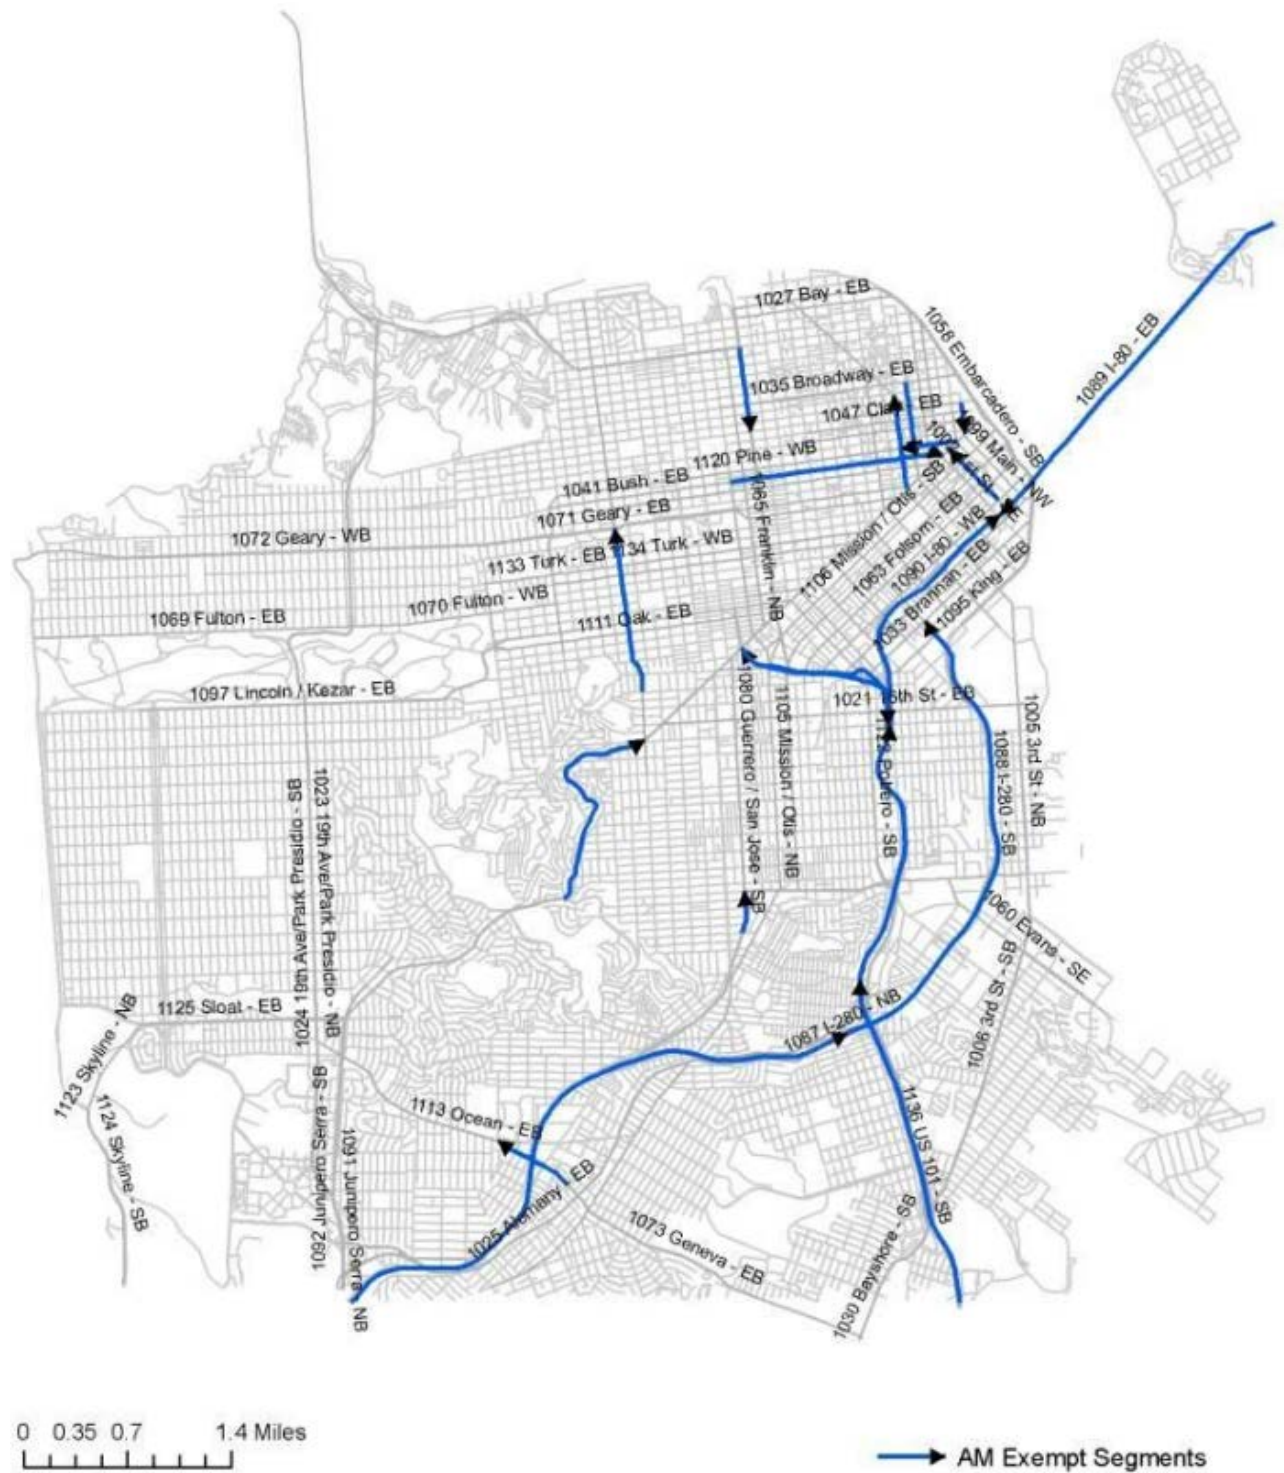 1027 Bay - EB
1058 Embarcadero - SB
1089 I-80 - EB
1035 Broadway - EB
1047 Cla EB
1120 Pine - WB
1041 Bush - EB
1071 Geary - EB
1072 Geary - WB
Main - NW
1065 Franklin - NB
1106 Mission / Otis - SB
1063 Folsom - EB
1090 I-80 - WB
1133 Turk - EB
Turk - WB
1033 Brannan - EB
1095 King - EB
1070 Fulton - WB
1069 Fulton - EB
1111 Oak - EB
1097 Lincoln / Kezar - EB
1021 16th St - EB
1080 Guerrero / San Jose - SB
1105 Mission / Otis - NB
1122 Potrero - SB
1088 I-280 - SB
1005 3rd St - NB
1024 19th Ave/Park Presidio - SB
1023 19th Ave/Park Presidio - NB
1060 Evans - SE
1125 Sloat - EB
1087 I-280 - NB
1006 3rd St - SB
1123 Skyline - NB
1124 Skyline - SB
1092 Junipero Serra - SB
1091 Junipero Serra NB
1113 Ocean - EB
1136 US 101 - SB
1025 Alemany EB
1073 Geneva - EB
1030 Bayshore - SB
0 0.35 0.7 1.4 Miles
AM Exempt Segments